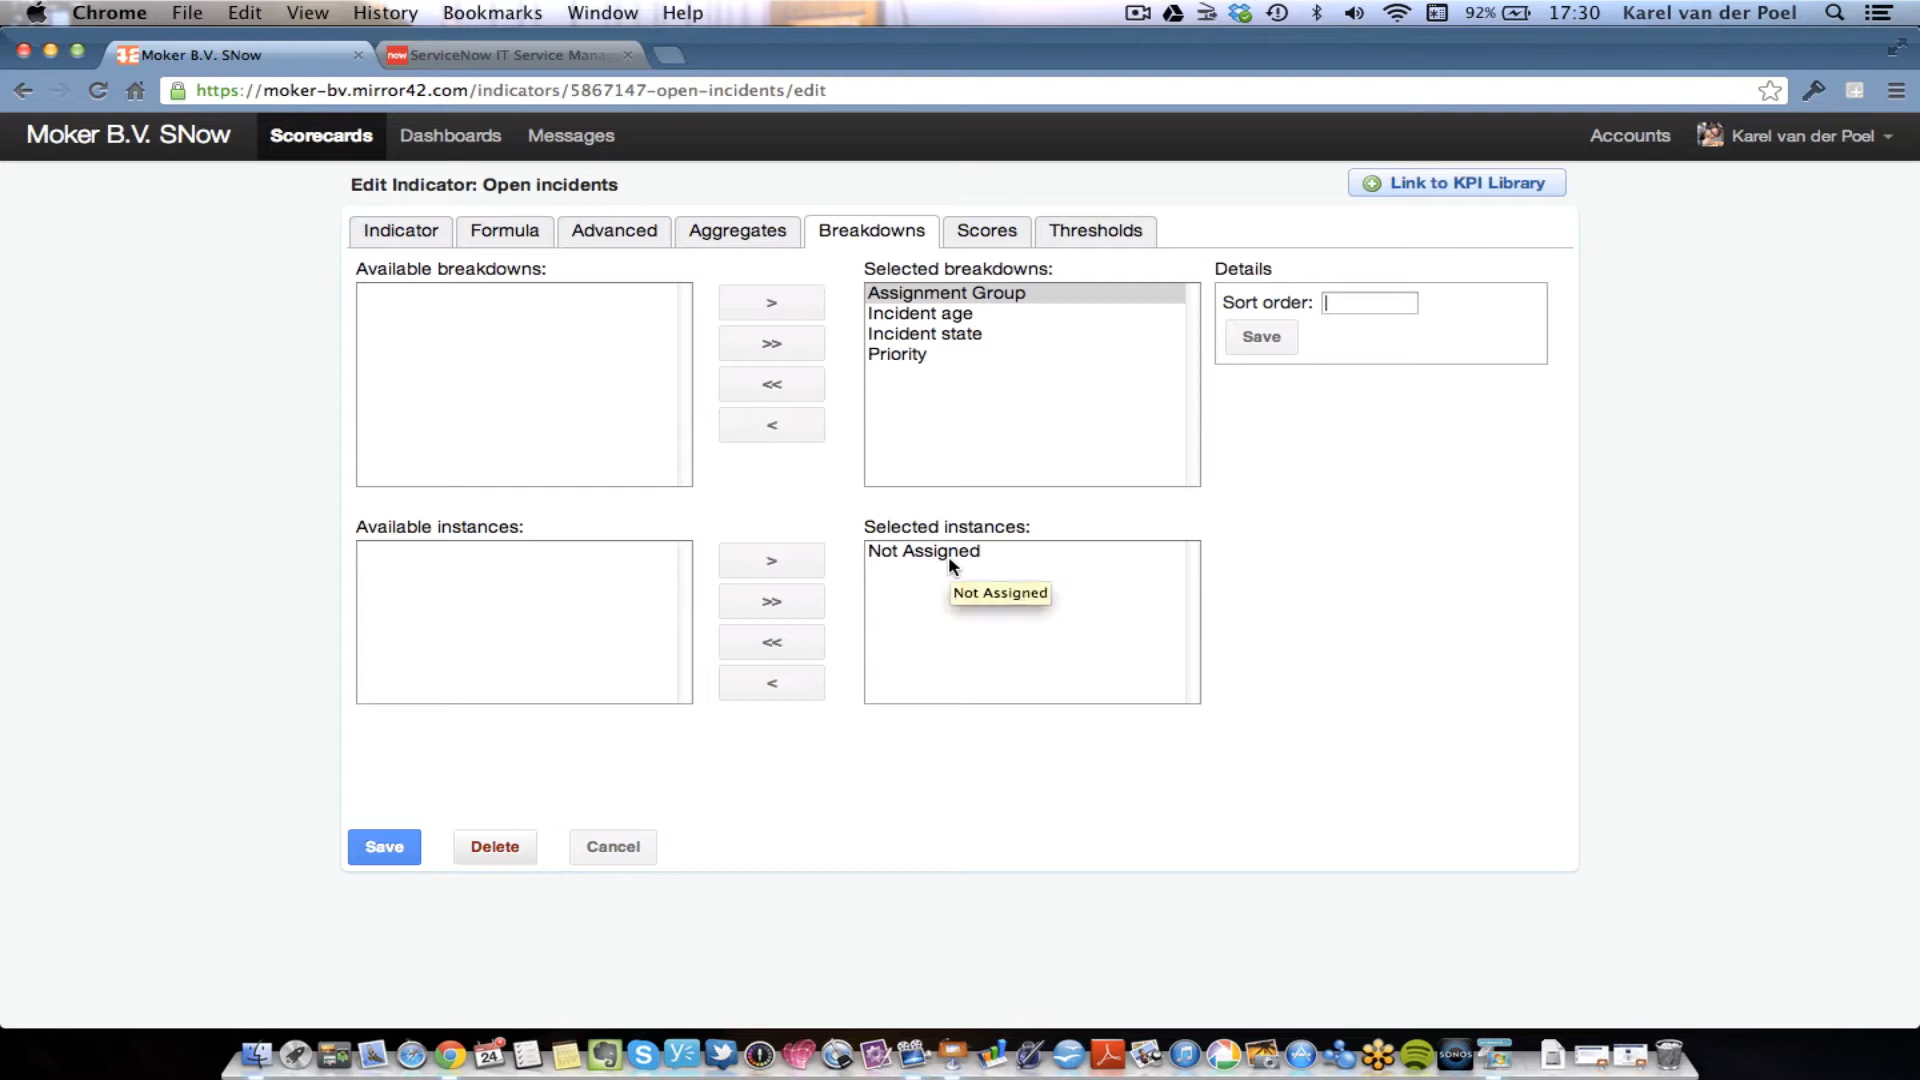 Chrome File Edit View History Bookmarks Window Help 92% 17:30 Karel van der Poel
Moker B.V. SNow
now ServiceNow IT Service Mana
https://moker-bv.mirror42.com/indicators/5867147-open-incidents/edit
Moker B.V. SNow Scorecards Dashboards Messages Accounts Karel van der Poel
Edit Indicator: Open incidents
Link to KPI Library
Indicator Formula Advanced Aggregates Breakdowns Scores Thresholds
Available breakdowns:
>
>>
<<
<
Selected breakdowns:
Assignment Group
Incident age
Incident state
Priority
Details
Sort order:
Save
Available instances:
>
>>
<<
<
Selected instances:
Not Assigned
Not Assigned
Save Delete Cancel
24
SONOS